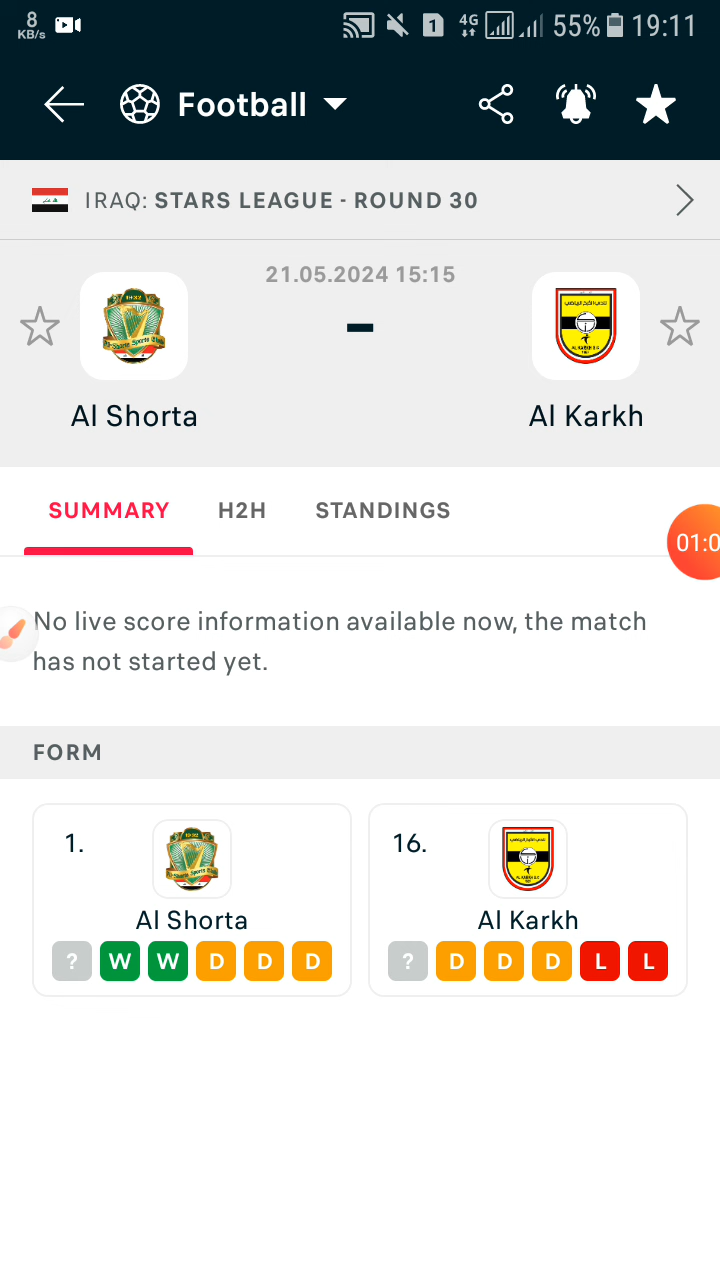 8
KB/s
1
4G
55%
19:11
Football
IRAQ: STARS LEAGUE - ROUND 30
21.05.2024 15:15
-
Al Shorta
Al Karkh
SUMMARY
H2H
STANDINGS
01:0
No live score information available now, the match
has not started yet.
FORM
1.
1932
Al Shorta
? W W D D D
16.
Al Karkh
? D D D L L